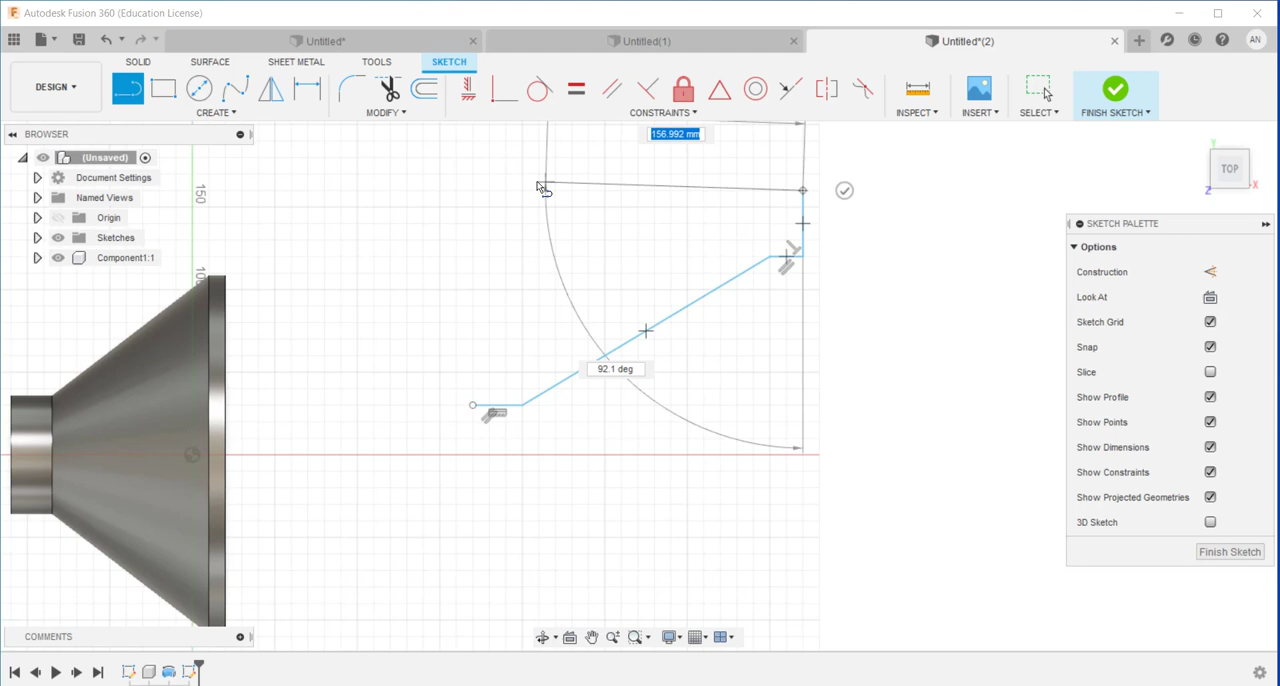 Autodesk Fusion 360 (Education License)
Untitled*
Untitled(1)
Untitled*(2)
AN
SOLID SURFACE SHEET METAL TOOLS SKETCH
DESIGN
CREATE MODIFY CONSTRAINTS INSPECT INSERT SELECT FINISH SKETCH
BROWSER
(Unsaved)
Document Settings
Named Views
Origin
Sketches
Component1:1
150
100
156.992 mm
92.1 deg
TOP
Y
X
Z
SKETCH PALETTE
Options
Construction
Look At
Sketch Grid
Snap
Slice
Show Profile
Show Points
Show Dimensions
Show Constraints
Show Projected Geometries
3D Sketch
Finish Sketch
COMMENTS